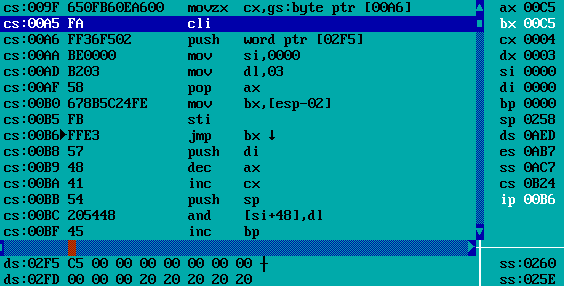 cs:009F 650FB60EA600 movzx cx,gs:byte ptr [00A6] ax 00C5
cs:00A5 FA cli bx 00C5
cs:00A6 FF36F502 push word ptr [02F5] cx 0004
cs:00AA BE0000 mov si,0000 dx 0003
cs:00AD B203 mov dl,03 si 0000
cs:00AF 58 pop ax di 0000
cs:00B0 678B5C24FE mov bx,[esp-02] bp 0000
cs:00B5 FB sti sp 0258
cs:00B6►FFE3 jmp bx ↓ ds 0AED
cs:00B8 57 push di es 0AB7
cs:00B9 48 dec ax ss 0AC7
cs:00BA 41 inc cx cs 0B24
cs:00BB 54 push sp ip 00B6
cs:00BC 205448 and [si+48],dl
cs:00BF 45 inc bp
ds:02F5 C5 00 00 00 00 00 00 00 ┼ ss:0260
ds:02FD 00 00 00 20 20 20 20 20 ss:025E